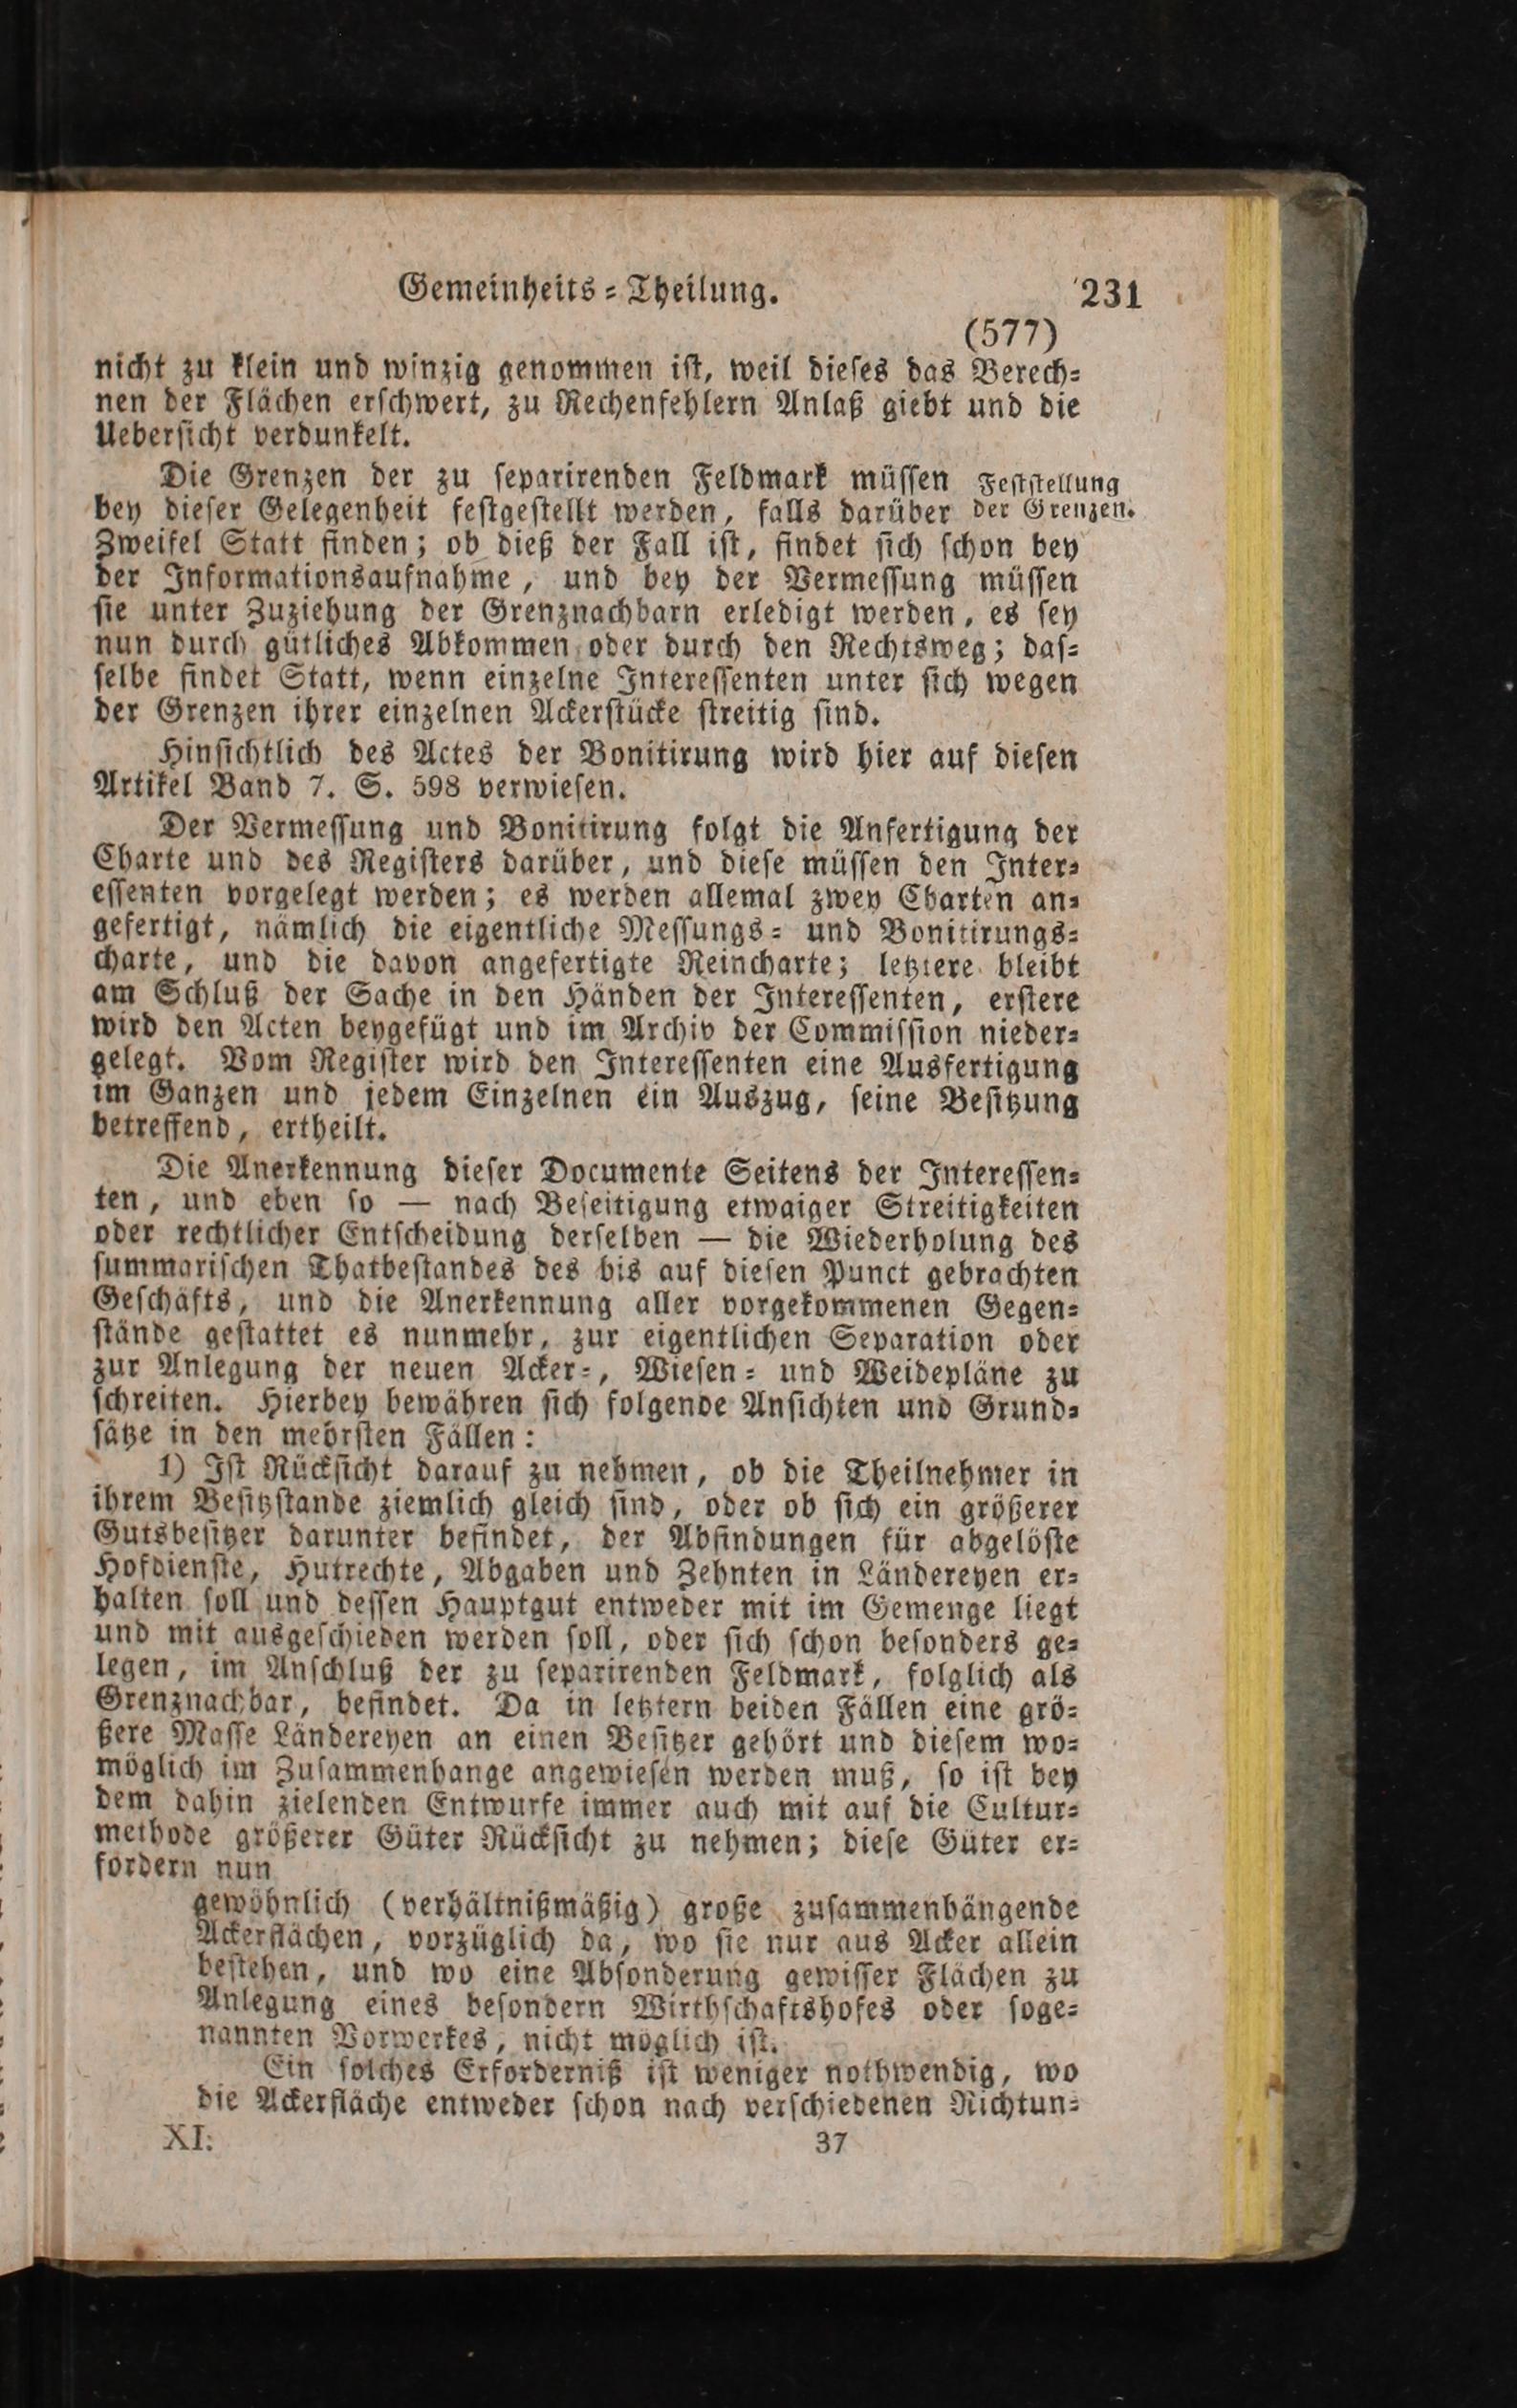 Gemeinheits⸗Theilung. 231
(577)
nicht zu klein und winzig genommen iſt, weil dieſes das Berech⸗
nen der Flächen erſchwert, zu Rechenfehlern Anlaß giebt und die
Ueberſicht verdunkelt.
Die Grenzen der zu ſeparirenden Feldmark müſſen Feſtſtellung
bey dieſer Gelegenheit feſtgeſtellt werden, falls darüber der Grenzen.
Zweifel Statt finden; ob dieß der Fall iſt, findet ſich ſchon bey
der Informationsaufnahme, und bey der Vermeſſung müſſen
ſie unter Zuziehung der Grenznachbarn erledigt werden, es ſey
nun durch gütliches Abkommen oder durch den Rechtsweg; daſ⸗
ſelbe findet Statt, wenn einzelne Intereſſenten unter ſich wegen
der Grenzen ihrer einzelnen Ackerſtücke ſtreitig ſind.
Hinſichtlich des Actes der Bonitirung wird hier auf dieſen
Artikel Band 7. S. 598 verwieſen.
Der Vermeſſung und Bonitirung folgt die Anfertigung der
Charte und des Regiſters darüber, und dieſe müſſen den Inter⸗
eſſenten vorgelegt werden; es werden allemal zwey Charten an⸗
gefertigt, nämlich die eigentliche Meſſungs⸗ und Bonitirungs⸗
charte, und die davon angefertigte Reincharte; letztere bleibt
am Schluß der Sache in den Händen der Intereſſenten, erſtere
wird den Acten beygefügt und im Archiv der Commiſſion nieder⸗
gelegt. Vom Regiſter wird den Intereſſenten eine Ausfertigung
im Ganzen und jedem Einzelnen ein Auszug, ſeine Beſitzung
betreffend, ertheilt.
Die Anerkennung dieſer Documente Seitens der Intereſſen⸗
ten, und eben ſo — nach Beſeitigung etwaiger Streitigkeiten
oder rechtlicher Entſcheidung derſelben — die Wiederholung des
ſummariſchen Thatbeſtandes des bis auf dieſen Punct gebrachten
Geſchäfts, und die Anerkennung aller vorgekommenen Gegen⸗
ſtände geſtattet es nunmehr, zur eigentlichen Separation oder
zur Anlegung der neuen Acker⸗, Wieſen⸗ und Weidepläne zu
ſchreiten. Hierbey bewähren ſich folgende Anſichten und Grund⸗
ſätze in den mehrſten Fällen:
1) Iſt Rückſicht darauf zu nehmen, ob die Theilnehmer in
ihrem Beſitzſtande ziemlich gleich ſind, oder ob ſich ein größerer
Gutsbeſitzer darunter befindet, der Abfindungen für abgelöſte
Hofdienſte, Hutrechte, Abgaben und Zehnten in Ländereyen er⸗
halten ſoll und deſſen Hauptgut entweder mit im Gemenge liegt
und mit ausgeſchieden werden ſoll, oder ſich ſchon beſonders ge⸗
legen, im Anſchluß der zu ſeparirenden Feldmark, folglich als
Grenznachbar, befindet. Da in letztern beiden Fällen eine grö⸗
ßere Maſſe Ländereyen an einen Beſitzer gehört und dieſem wo⸗
möglich im Zuſammenhange angewieſen werden muß, ſo iſt bey
dem dahin zielenden Entwurfe immer auch mit auf die Cultur⸗
methode größerer Güter Rückſicht zu nehmen; dieſe Güter er⸗
fordern nun
gewöhnlich (verhältnißmäßig) große zuſammenhängende
Ackerflächen, vorzüglich da, wo ſie nur aus Acker allein
beſtehen, und wo eine Abſonderung gewiſſer Flächen zu
Anlegung eines beſondern Wirthſchaftshofes oder ſoge⸗
nannten Vorwerkes, nicht möglich iſt.
Ein ſolches Erforderniß iſt weniger nothwendig, wo
die Ackerfläche entweder ſchon nach verſchiedenen Richtun⸗
XI. 37